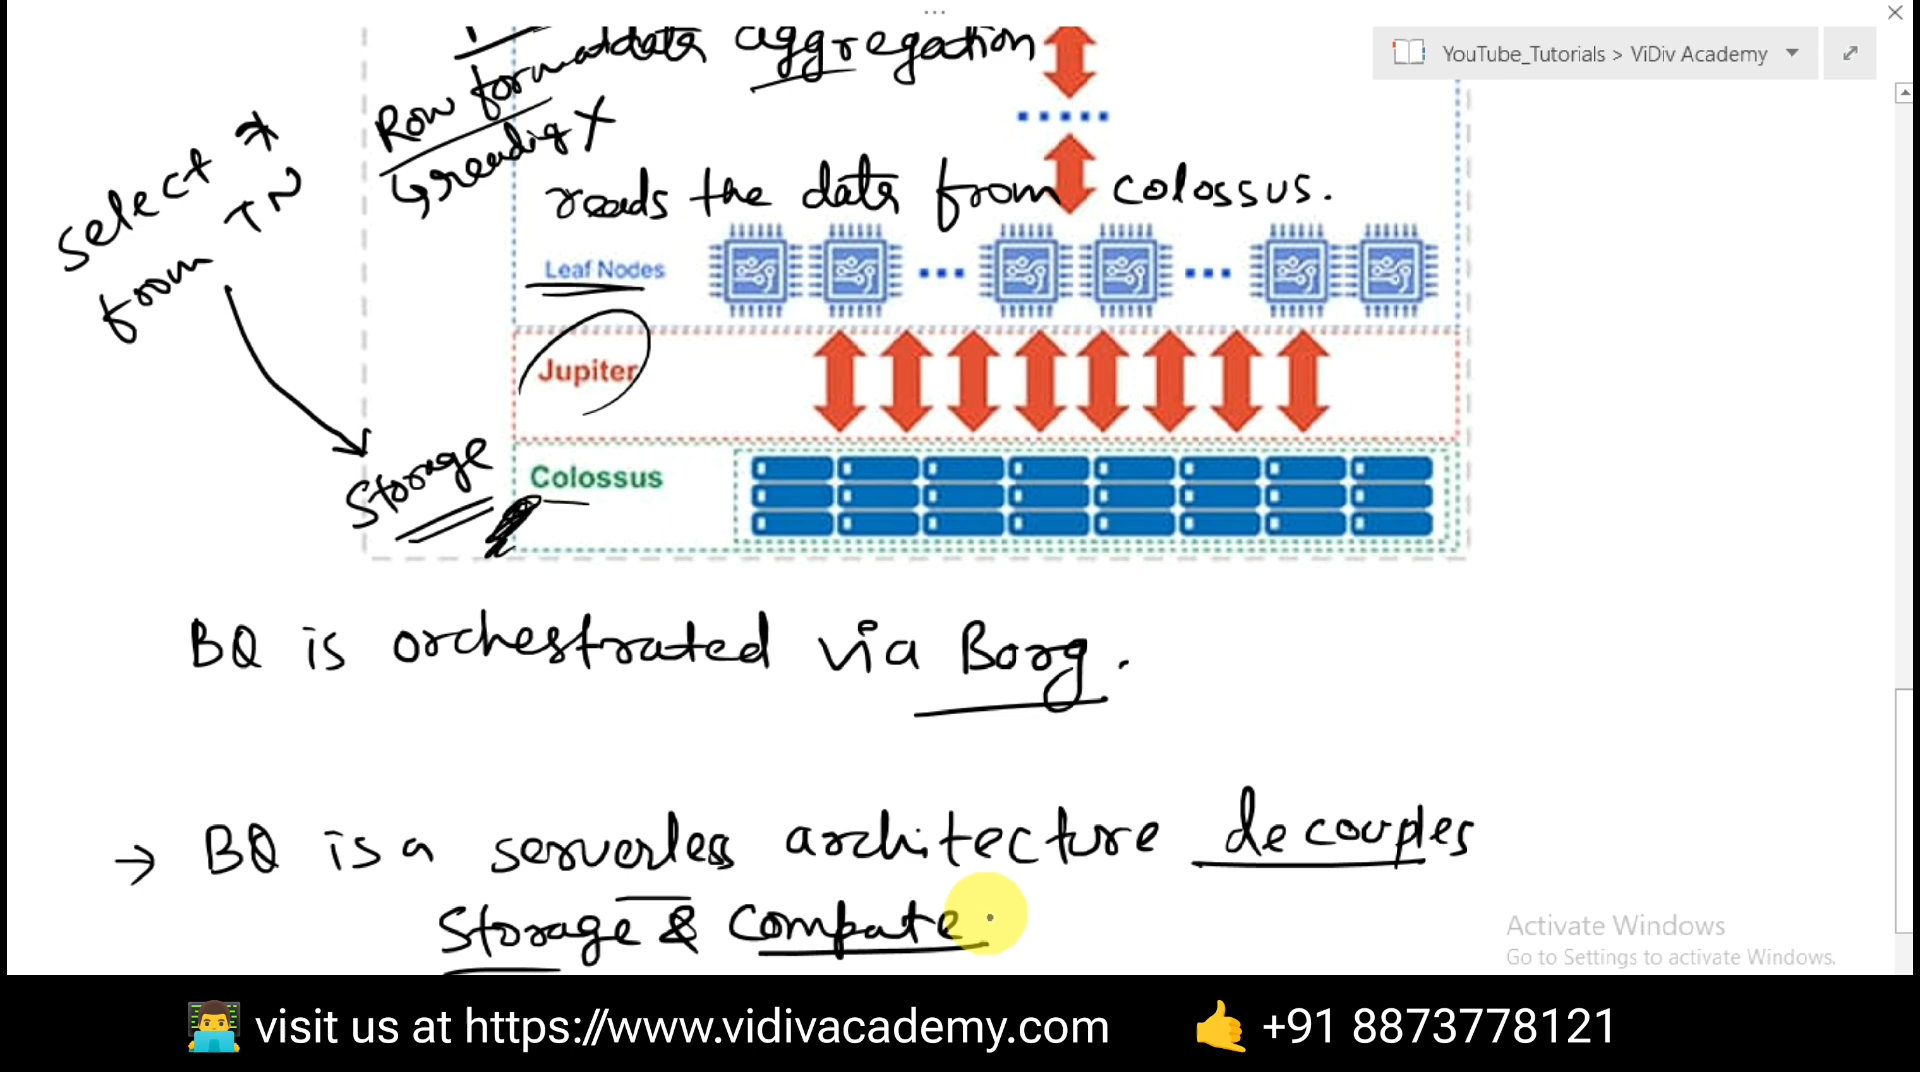 YouTube_Tutorials > ViDiv Academy
data aggregation
Row format
↳ readig X
select *
from TN
reads the data from colossus.
Leaf Nodes
Jupiter
Storage
Colossus
BQ is orchestrated via Borg.
→ BQ is a serverless architecture decouples
Storage & Compute
Activate Windows
Go to Settings to activate Windows.
visit us at https://www.vidivacademy.com
+91 8873778121